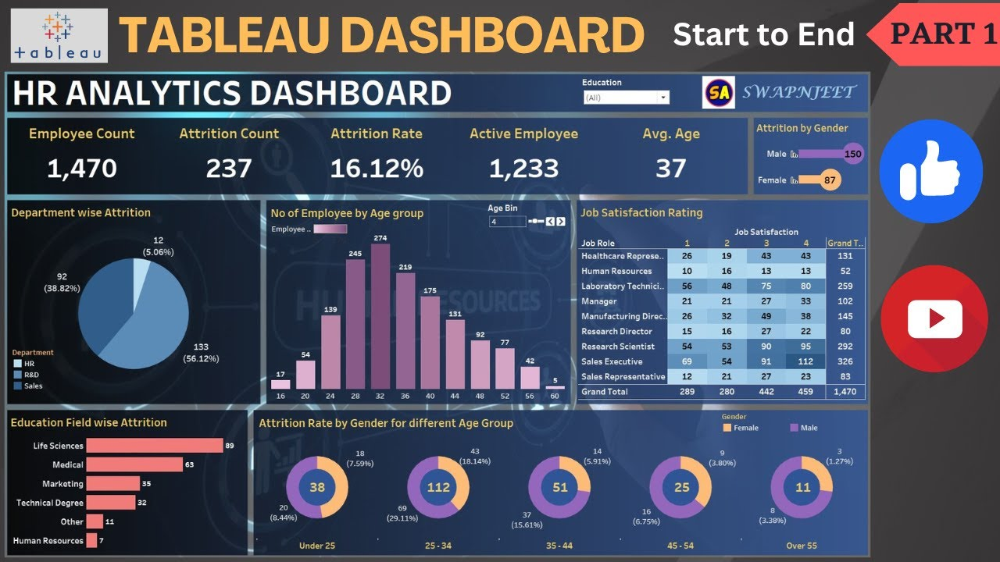 +ableau
TABLEAU DASHBOARD
Start to End
PART 1
HR ANALYTICS DASHBOARD
Education
(All)
SA
SWAPNJEET
Employee Count
1,470
Attrition Count
237
Attrition Rate
16.12%
Active Employee
1,233
Avg. Age
37
Attrition by Gender
Male
150
Female
87
Department wise Attrition
12
(5.06%)
92
(38.82%)
133
(56.12%)
Department
HR
R&D
Sales
No of Employee by Age group
Employee ..
Age Bin
4
17
54
139
245
274
219
175
131
92
77
42
5
16 20 24 28 32 36 40 44 48 52 56 60
HUMAN RESOURCES
Job Satisfaction Rating
Job Satisfaction
Job Role 1 2 3 4 Grand T..
Healthcare Represe.. 26 19 43 43 131
Human Resources 10 16 13 13 52
Laboratory Technici.. 56 48 75 80 259
Manager 21 21 27 33 102
Manufacturing Direc.. 26 32 49 38 145
Research Director 15 16 27 22 80
Research Scientist 54 53 90 95 292
Sales Executive 69 54 91 112 326
Sales Representative 12 21 27 23 83
Grand Total 289 280 442 459 1,470
Education Field wise Attrition
Life Sciences 89
Medical 63
Marketing 35
Technical Degree 32
Other 11
Human Resources 7
Attrition Rate by Gender for different Age Group
Gender
Female
Male
18
(7.59%)
38
20
(8.44%)
Under 25
43
(18.14%)
112
69
(29.11%)
25 - 34
14
(5.91%)
51
37
(15.61%)
35 - 44
9
(3.80%)
25
16
(6.75%)
45 - 54
3
(1.27%)
11
8
(3.38%)
Over 55